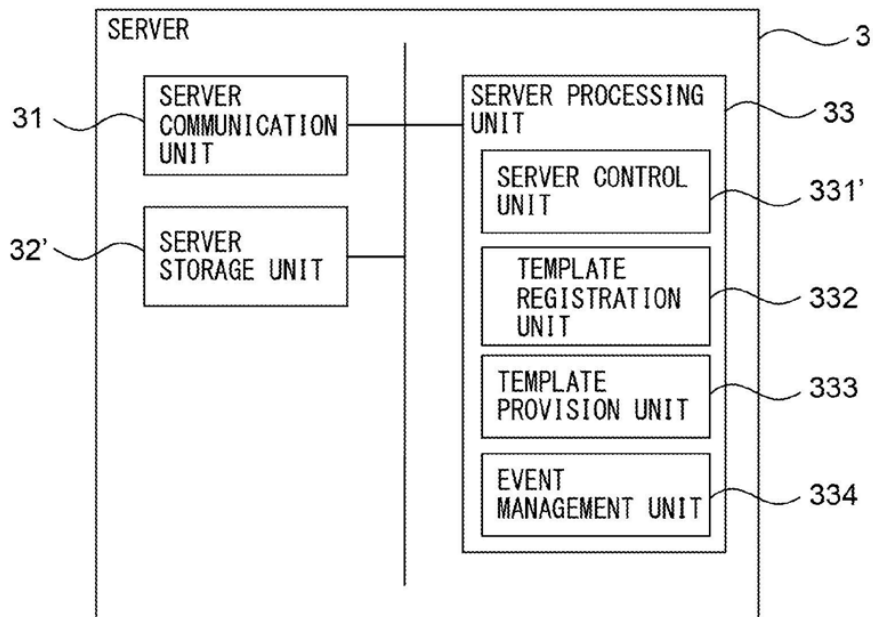 SERVER
3
SERVER
COMMUNICATION
UNIT
31
SERVER
STORAGE UNIT
32’
SERVER PROCESSING
UNIT
33
SERVER CONTROL
UNIT
331’
TEMPLATE
REGISTRATION
UNIT
332
TEMPLATE
PROVISION UNIT
333
EVENT
MANAGEMENT UNIT
334